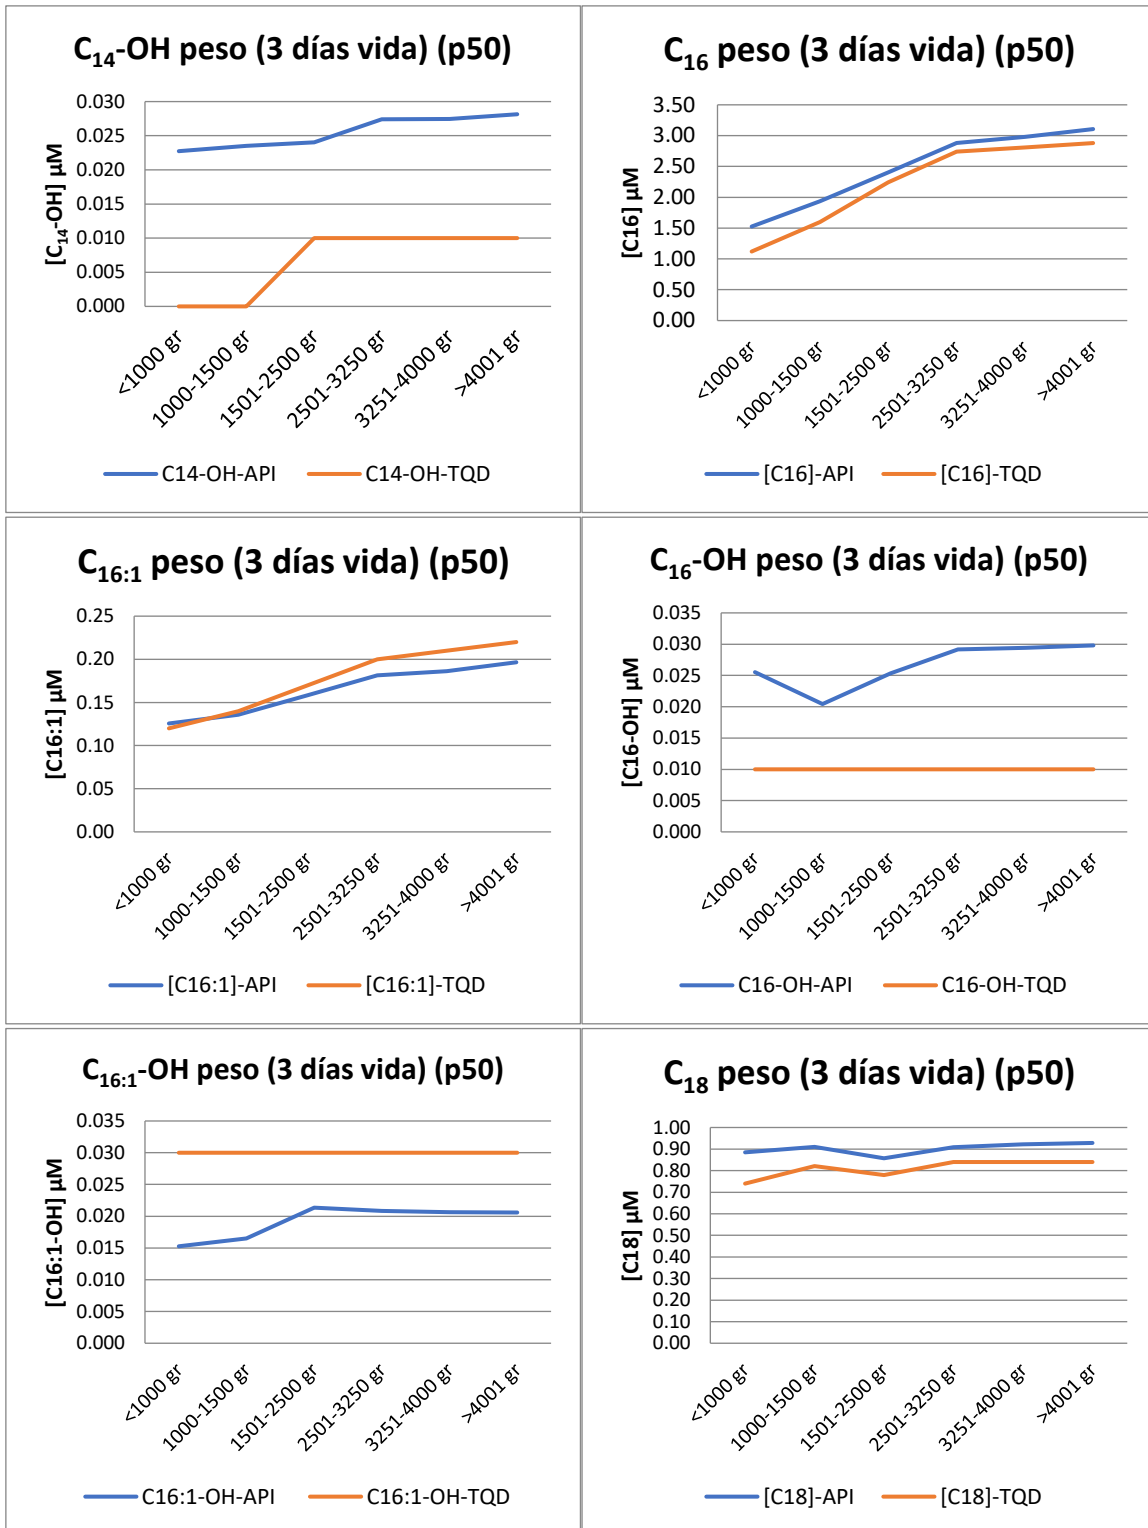 C14-OH peso (3 días vida) (p50)
0.030
0.025
0.020
0.015
0.010
0.005
0.000
[C14-OH] µM
<1000 gr
1000-1500 gr
1501-2500 gr
2501-3250 gr
3251-4000 gr
>4001 gr
C14-OH-API C14-OH-TQD
C16 peso (3 días vida) (p50)
3.50
3.00
2.50
2.00
1.50
1.00
0.50
0.00
[C16] µM
<1000 gr
1000-1500 gr
1501-2500 gr
2501-3250 gr
3251-4000 gr
>4001 gr
[C16]-API [C16]-TQD
C16:1 peso (3 días vida) (p50)
0.25
0.20
0.15
0.10
0.05
0.00
[C16:1] µM
<1000 gr
1000-1500 gr
1501-2500 gr
2501-3250 gr
3251-4000 gr
>4001 gr
[C16:1]-API [C16:1]-TQD
C16-OH peso (3 días vida) (p50)
0.035
0.030
0.025
0.020
0.015
0.010
0.005
0.000
[C16-OH] µM
<1000 gr
1000-1500 gr
1501-2500 gr
2501-3250 gr
3251-4000 gr
>4001 gr
C16-OH-API C16-OH-TQD
C16:1-OH peso (3 días vida) (p50)
0.035
0.030
0.025
0.020
0.015
0.010
0.005
0.000
[C16:1-OH] µM
<1000 gr
1000-1500 gr
1501-2500 gr
2501-3250 gr
3251-4000 gr
>4001 gr
C16:1-OH-API C16:1-OH-TQD
C18 peso (3 días vida) (p50)
1.00
0.90
0.80
0.70
0.60
0.50
0.40
0.30
0.20
0.10
0.00
[C18] µM
<1000 gr
1000-1500 gr
1501-2500 gr
2501-3250 gr
3251-4000 gr
>4001 gr
[C18]-API [C18]-TQD